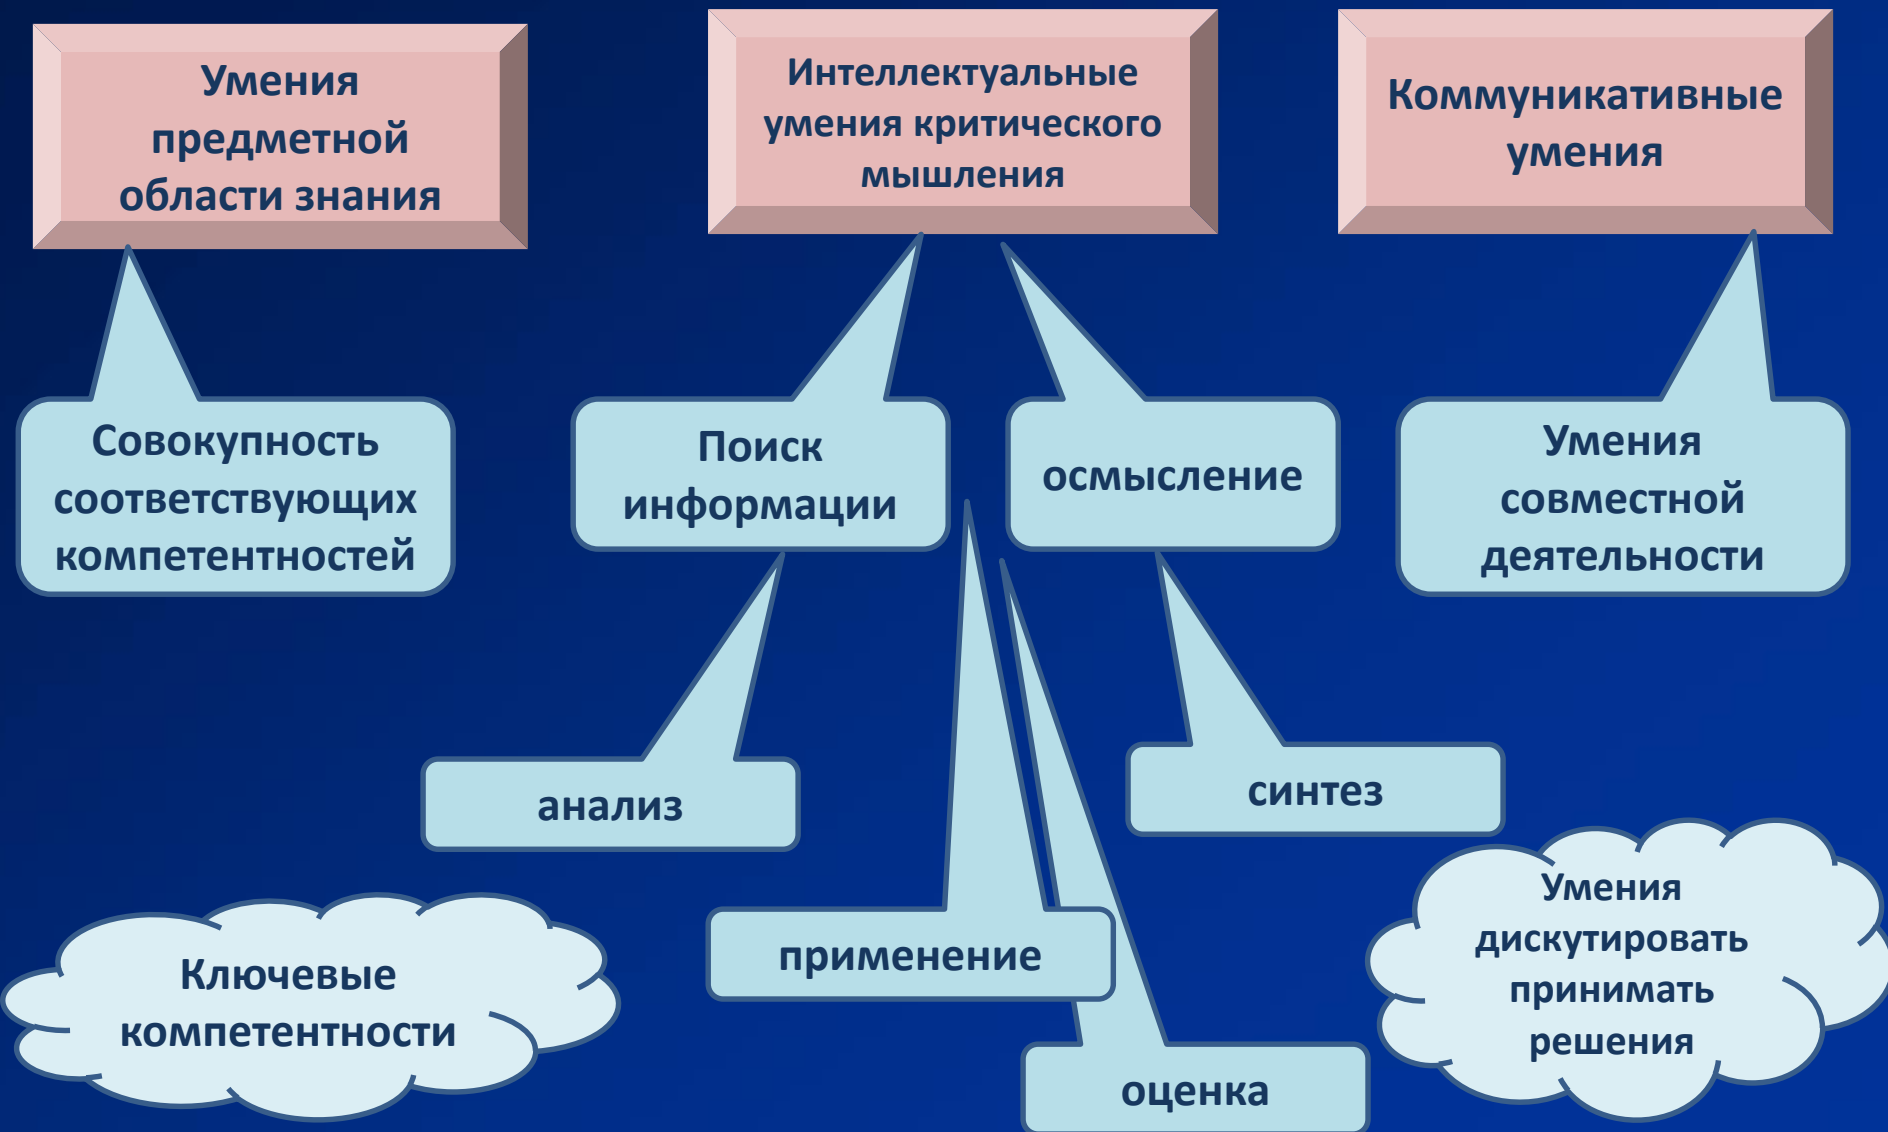 Умения
предметной
области знания
Интеллектуальные
умения критического
мышления
Коммуникативные
умения
Совокупность
соответствующих
компетентностей
Поиск
информации
осмысление
Умения
совместной
деятельности
анализ
синтез
применение
оценка
Ключевые
компетентности
Умения
дискутировать
принимать
решения